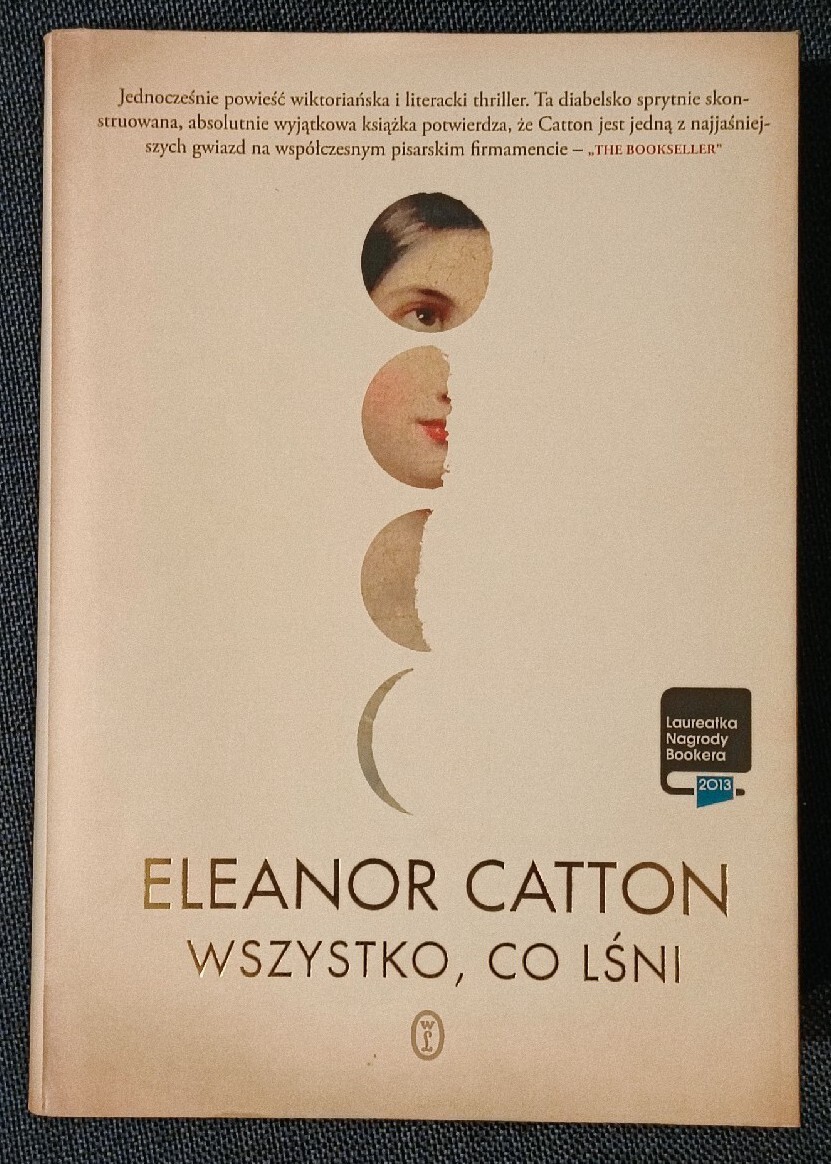 Jednocześnie powieść wiktoriańska i literacki thriller. Ta diabelsko sprytnie skon-
struowana, absolutnie wyjątkowa książka potwierdza, że Catton jest jedną z najjaśniej-
szych gwiazd na współczesnym pisarskim firmamencie – „THE BOOKSELLER”
Laureatka
Nagrody
Bookera
2013
ELEANOR CATTON
WSZYSTKO, CO LŚNI
WŁ